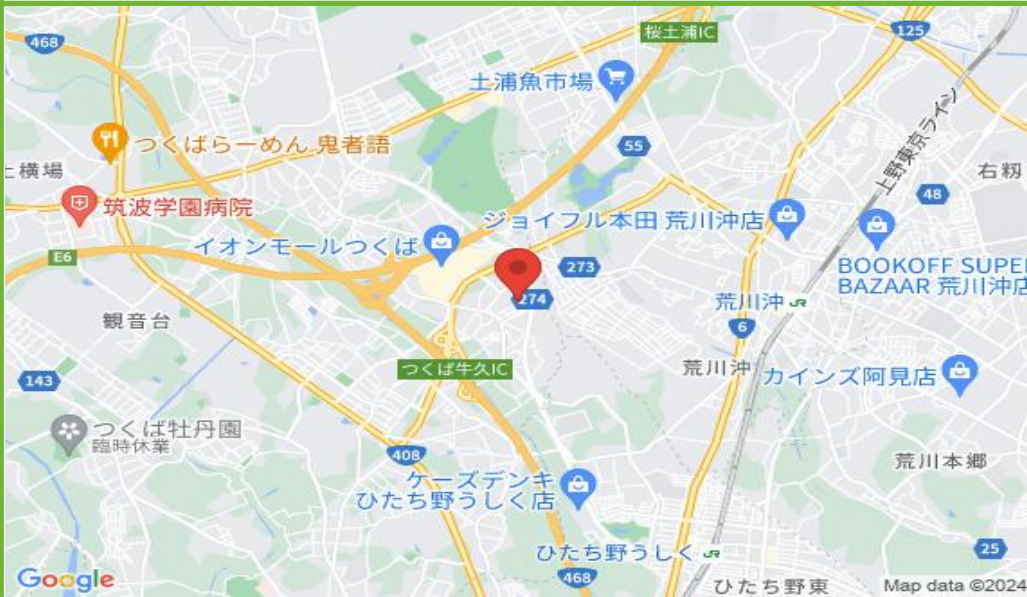 468
桜土浦IC
125
土浦魚市場
つくばらーめん 鬼者語
55
上野東京ライン
上横場
右籾
48
筑波学園病院
ジョイフル本田 荒川沖店
イオンモールつくば
E6
273
BOOKOFF SUPER
BAZAAR 荒川沖店
274
荒川沖 JR
観音台
6
つくば牛久IC
荒川沖
カインズ阿見店
143
つくば牡丹園
臨時休業
408
荒川本郷
ケーズデンキ
ひたち野うしく店
ひたち野うしく JR
25
468
Google
ひたち野東
Map data ©2024